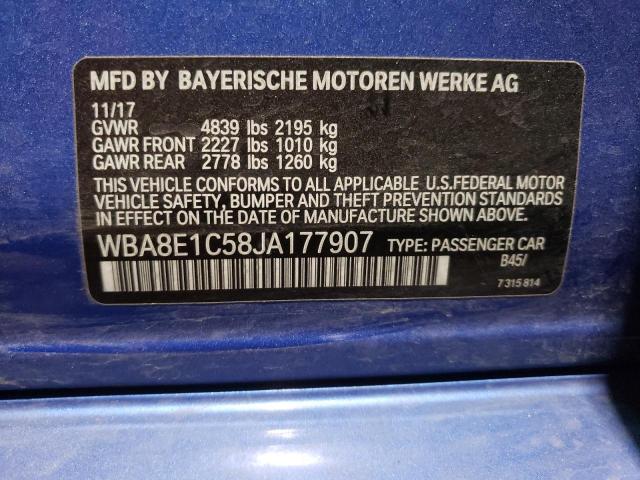 MFD BY BAYERISCHE MOTOREN WERKE AG
11/17
GVWR 4839 lbs 2195 kg
GAWR FRONT 2227 lbs 1010 kg
GAWR REAR 2778 lbs 1260 kg
THIS VEHICLE CONFORMS TO ALL APPLICABLE U.S.FEDERAL MOTOR
VEHICLE SAFETY, BUMPER AND THEFT PREVENTION STANDARDS
IN EFFECT ON THE DATE OF MANUFACTURE SHOWN ABOVE.
WBA8E1C58JA177907 TYPE: PASSENGER CAR
B45/
7315814